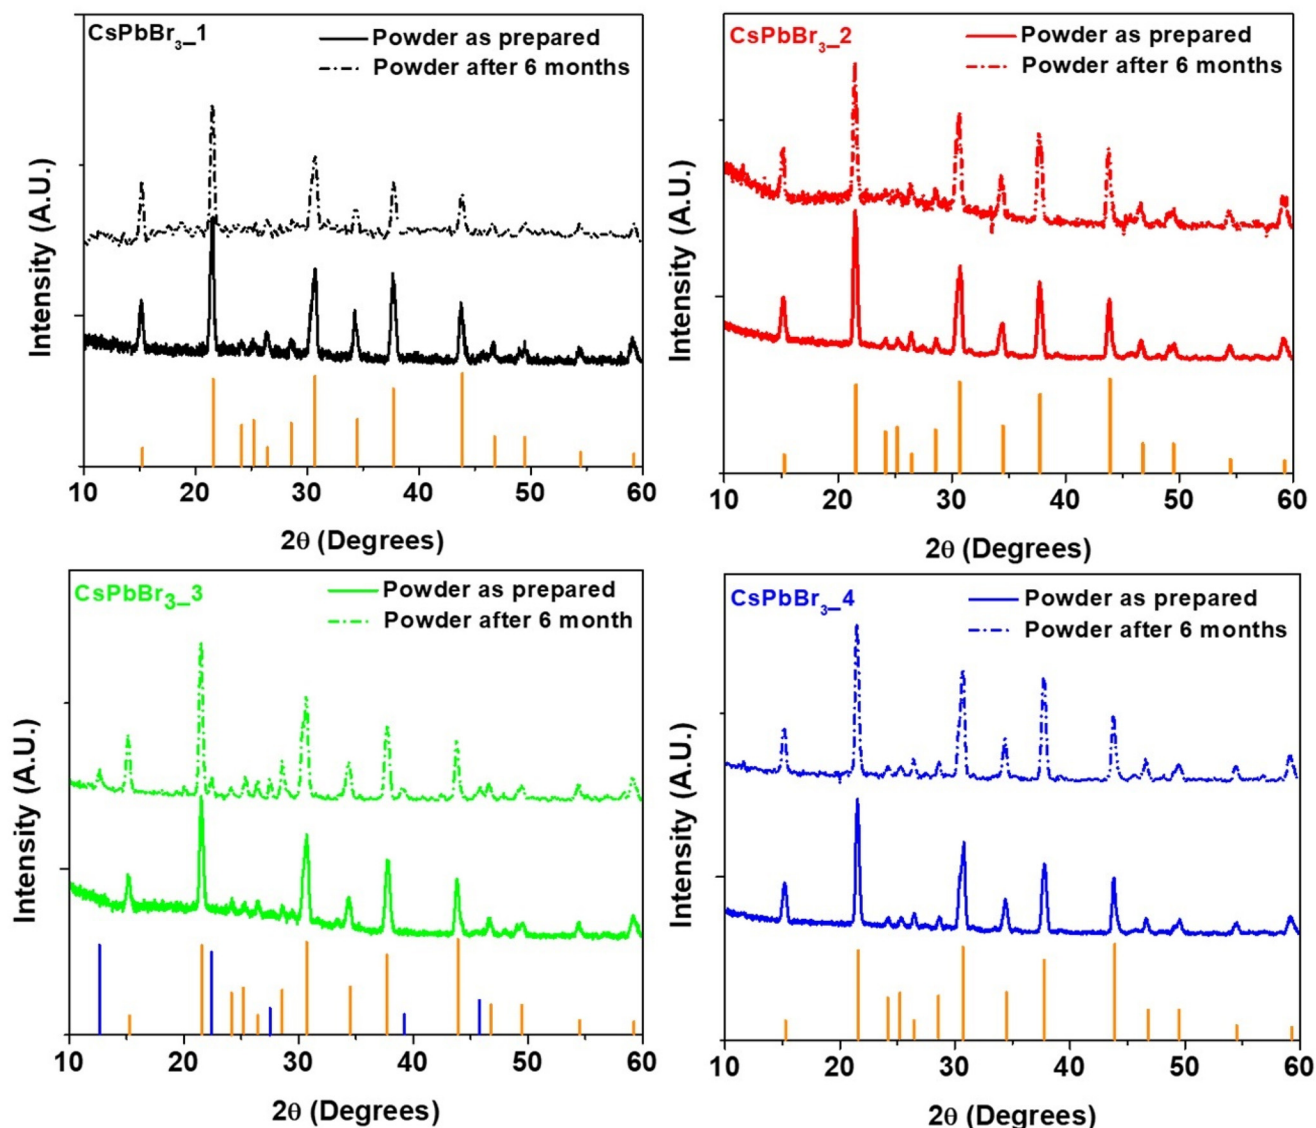 CsPbBr₃_1
Powder as prepared
Powder after 6 months
Intensity (A.U.)
10 20 30 40 50 60
2θ (Degrees)
CsPbBr₃_2
Powder as prepared
Powder after 6 months
Intensity (A.U.)
10 20 30 40 50 60
2θ (Degrees)
CsPbBr₃_3
Powder as prepared
Powder after 6 month
Intensity (A.U.)
10 20 30 40 50 60
2θ (Degrees)
CsPbBr₃_4
Powder as prepared
Powder after 6 months
Intensity (A.U.)
10 20 30 40 50 60
2θ (Degrees)